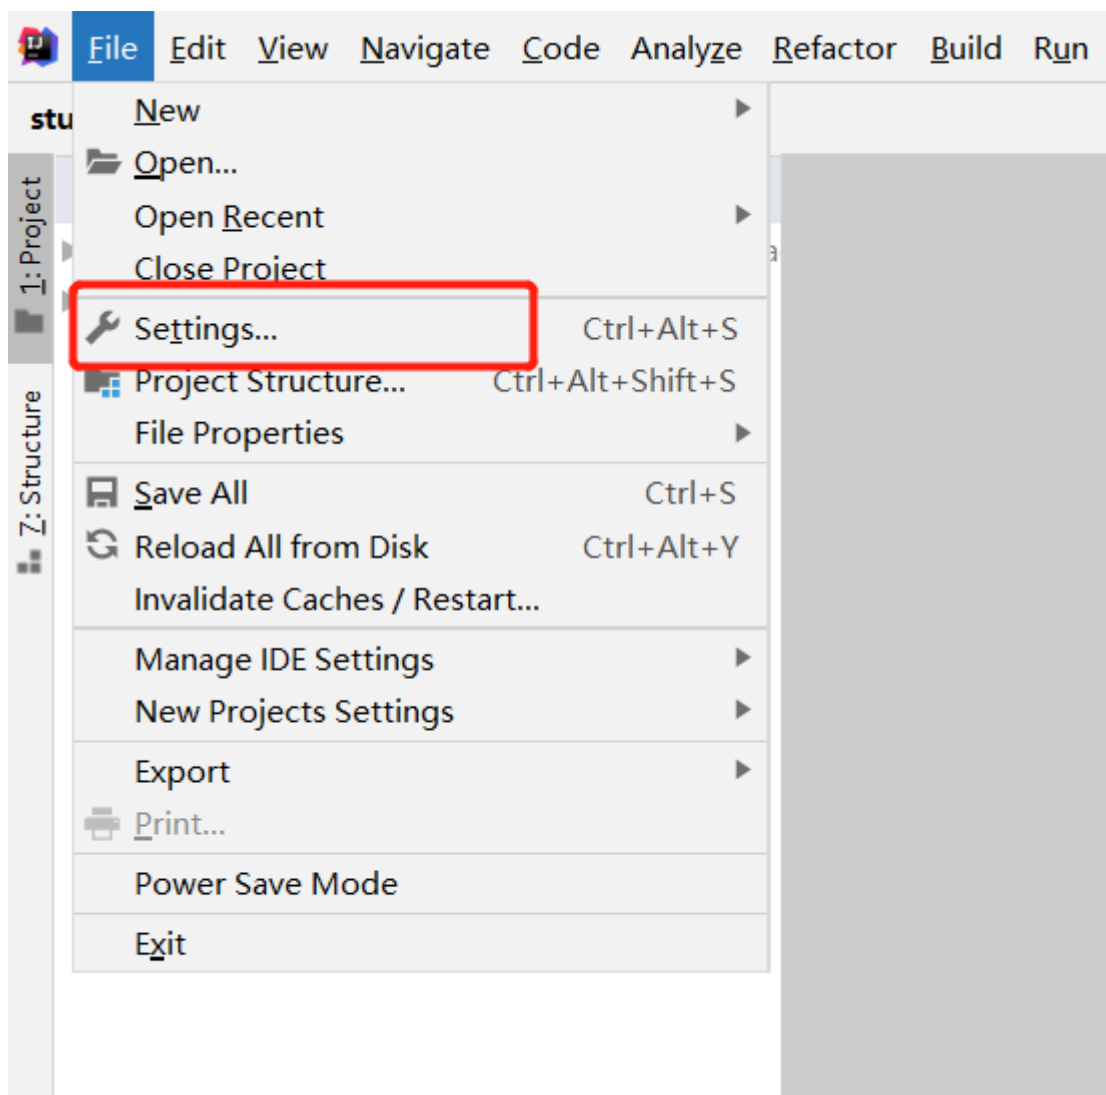 File Edit View Navigate Code Analyze Refactor Build Run
stu
New
Open...
Open Recent
Close Project
Settings... Ctrl+Alt+S
Project Structure... Ctrl+Alt+Shift+S
File Properties
Save All Ctrl+S
Reload All from Disk Ctrl+Alt+Y
Invalidate Caches / Restart...
Manage IDE Settings
New Projects Settings
Export
Print...
Power Save Mode
Exit
1: Project
7: Structure